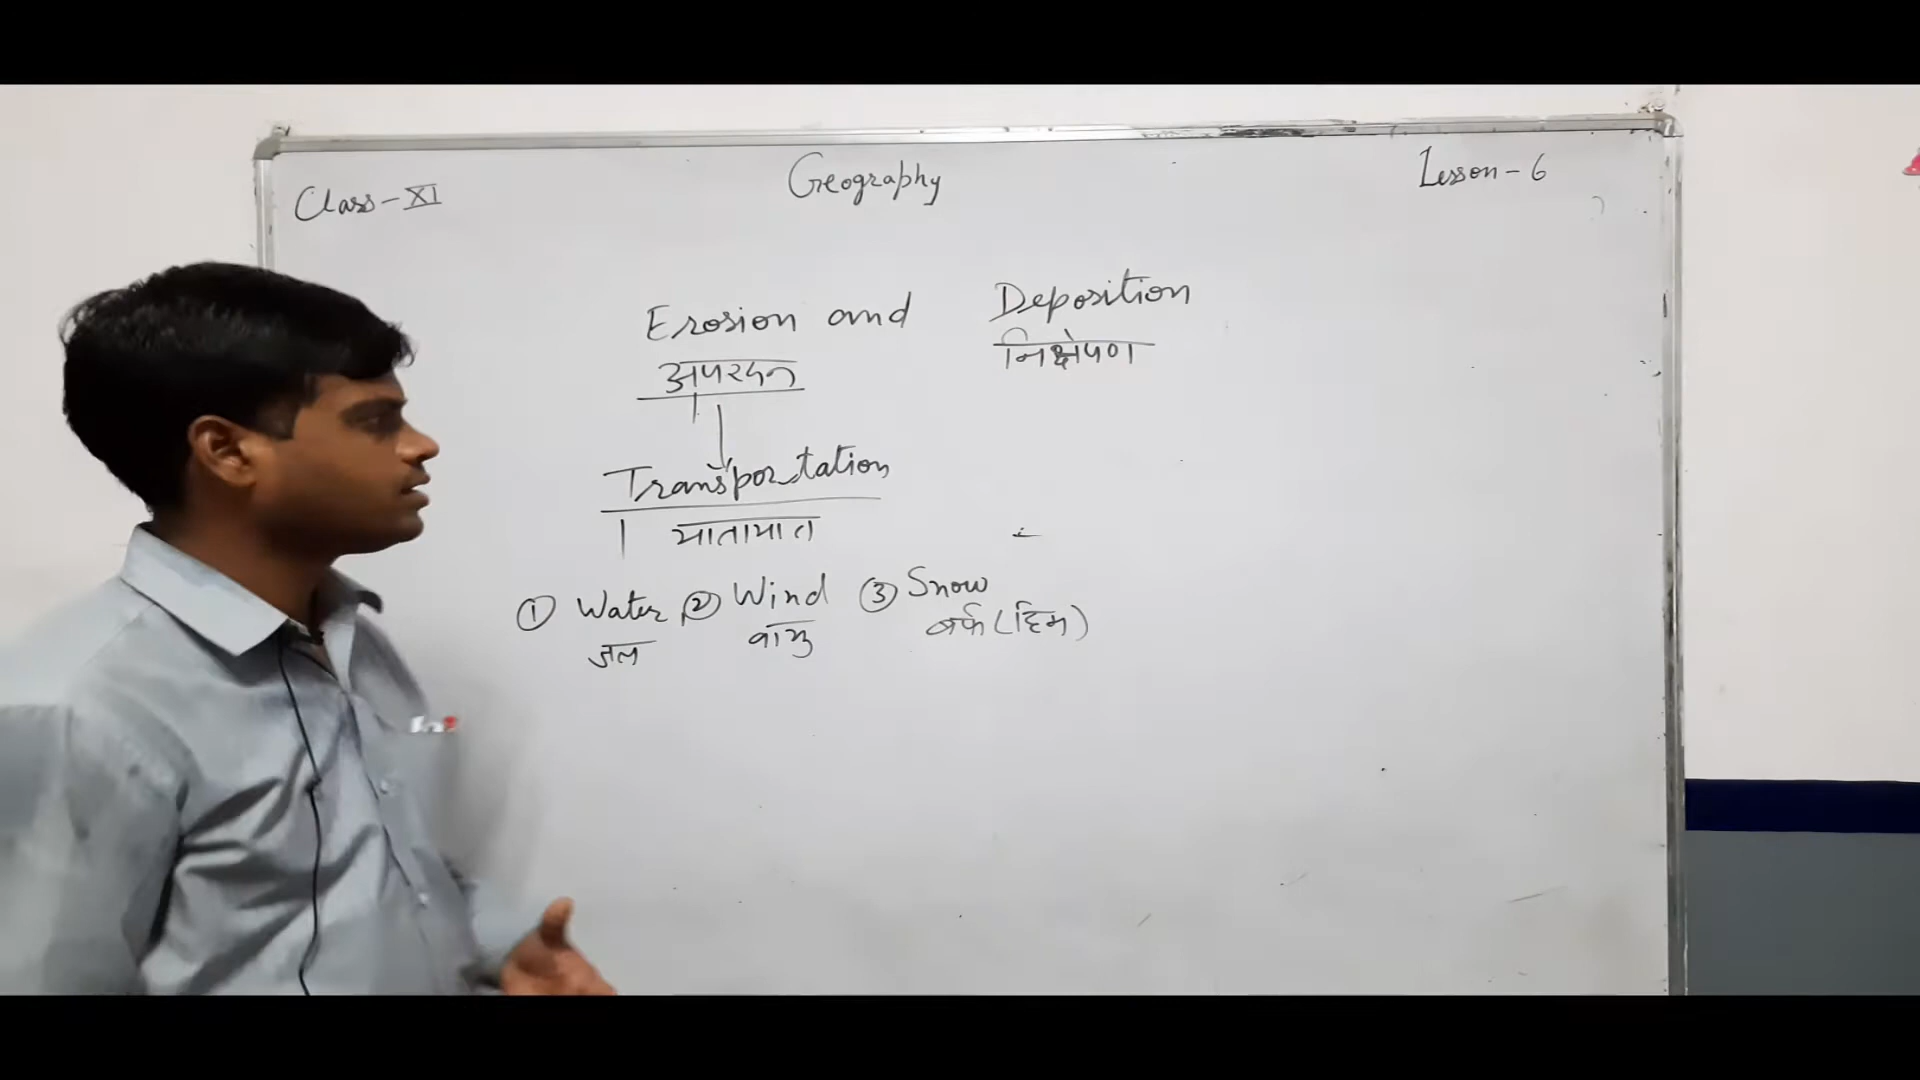 Class-XI Geography Lesson-6
Erosion and Deposition
अपरदन निक्षेपण
Transportation
यातायात
① Water ② Wind ③ Snow
जल वायु बर्फ (हिम)